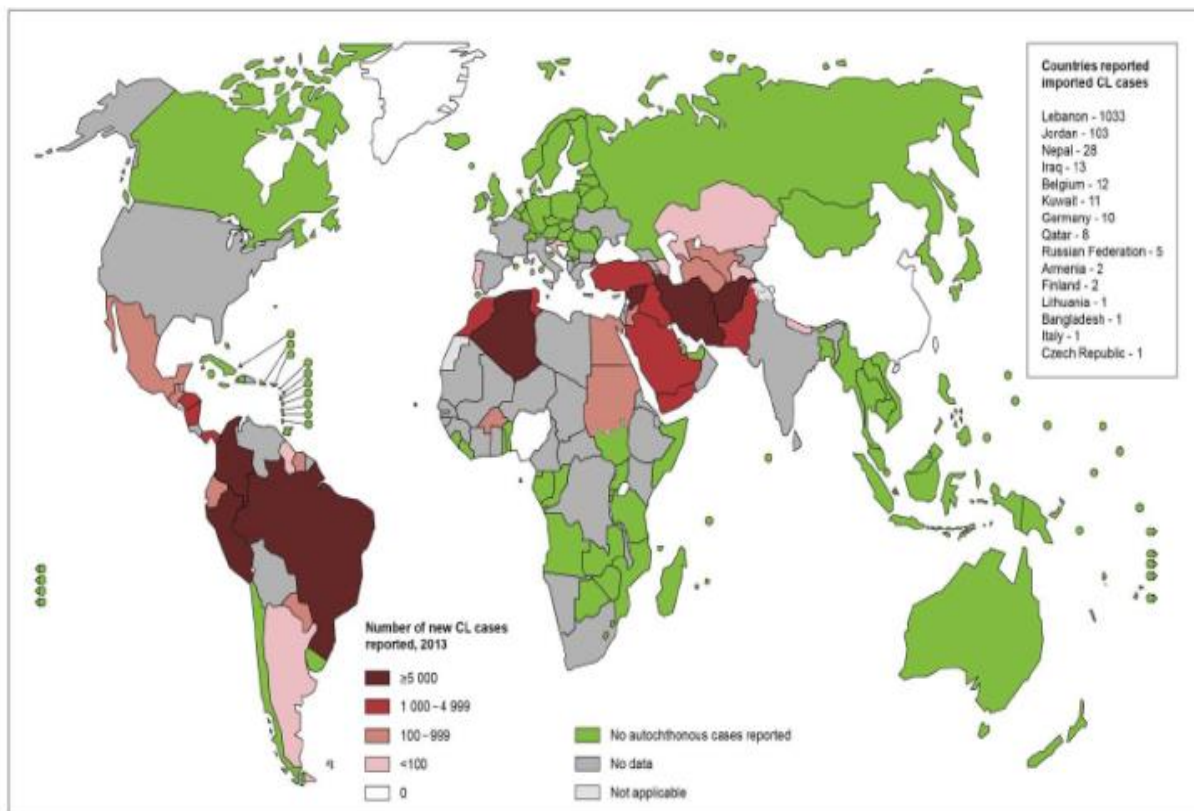 Countries reported
imported CL cases
Lebanon - 1033
Jordan - 103
Nepal - 28
Iraq - 13
Belgium - 12
Kuwait - 11
Germany - 10
Qatar - 8
Russian Federation - 5
Armenia - 2
Finland - 2
Lithuania - 1
Bangladesh - 1
Italy - 1
Czech Republic - 1
Number of new CL cases
reported, 2013
≥5 000
1 000–4 999
100–999
<100
0
No autochthonous cases reported
No data
Not applicable